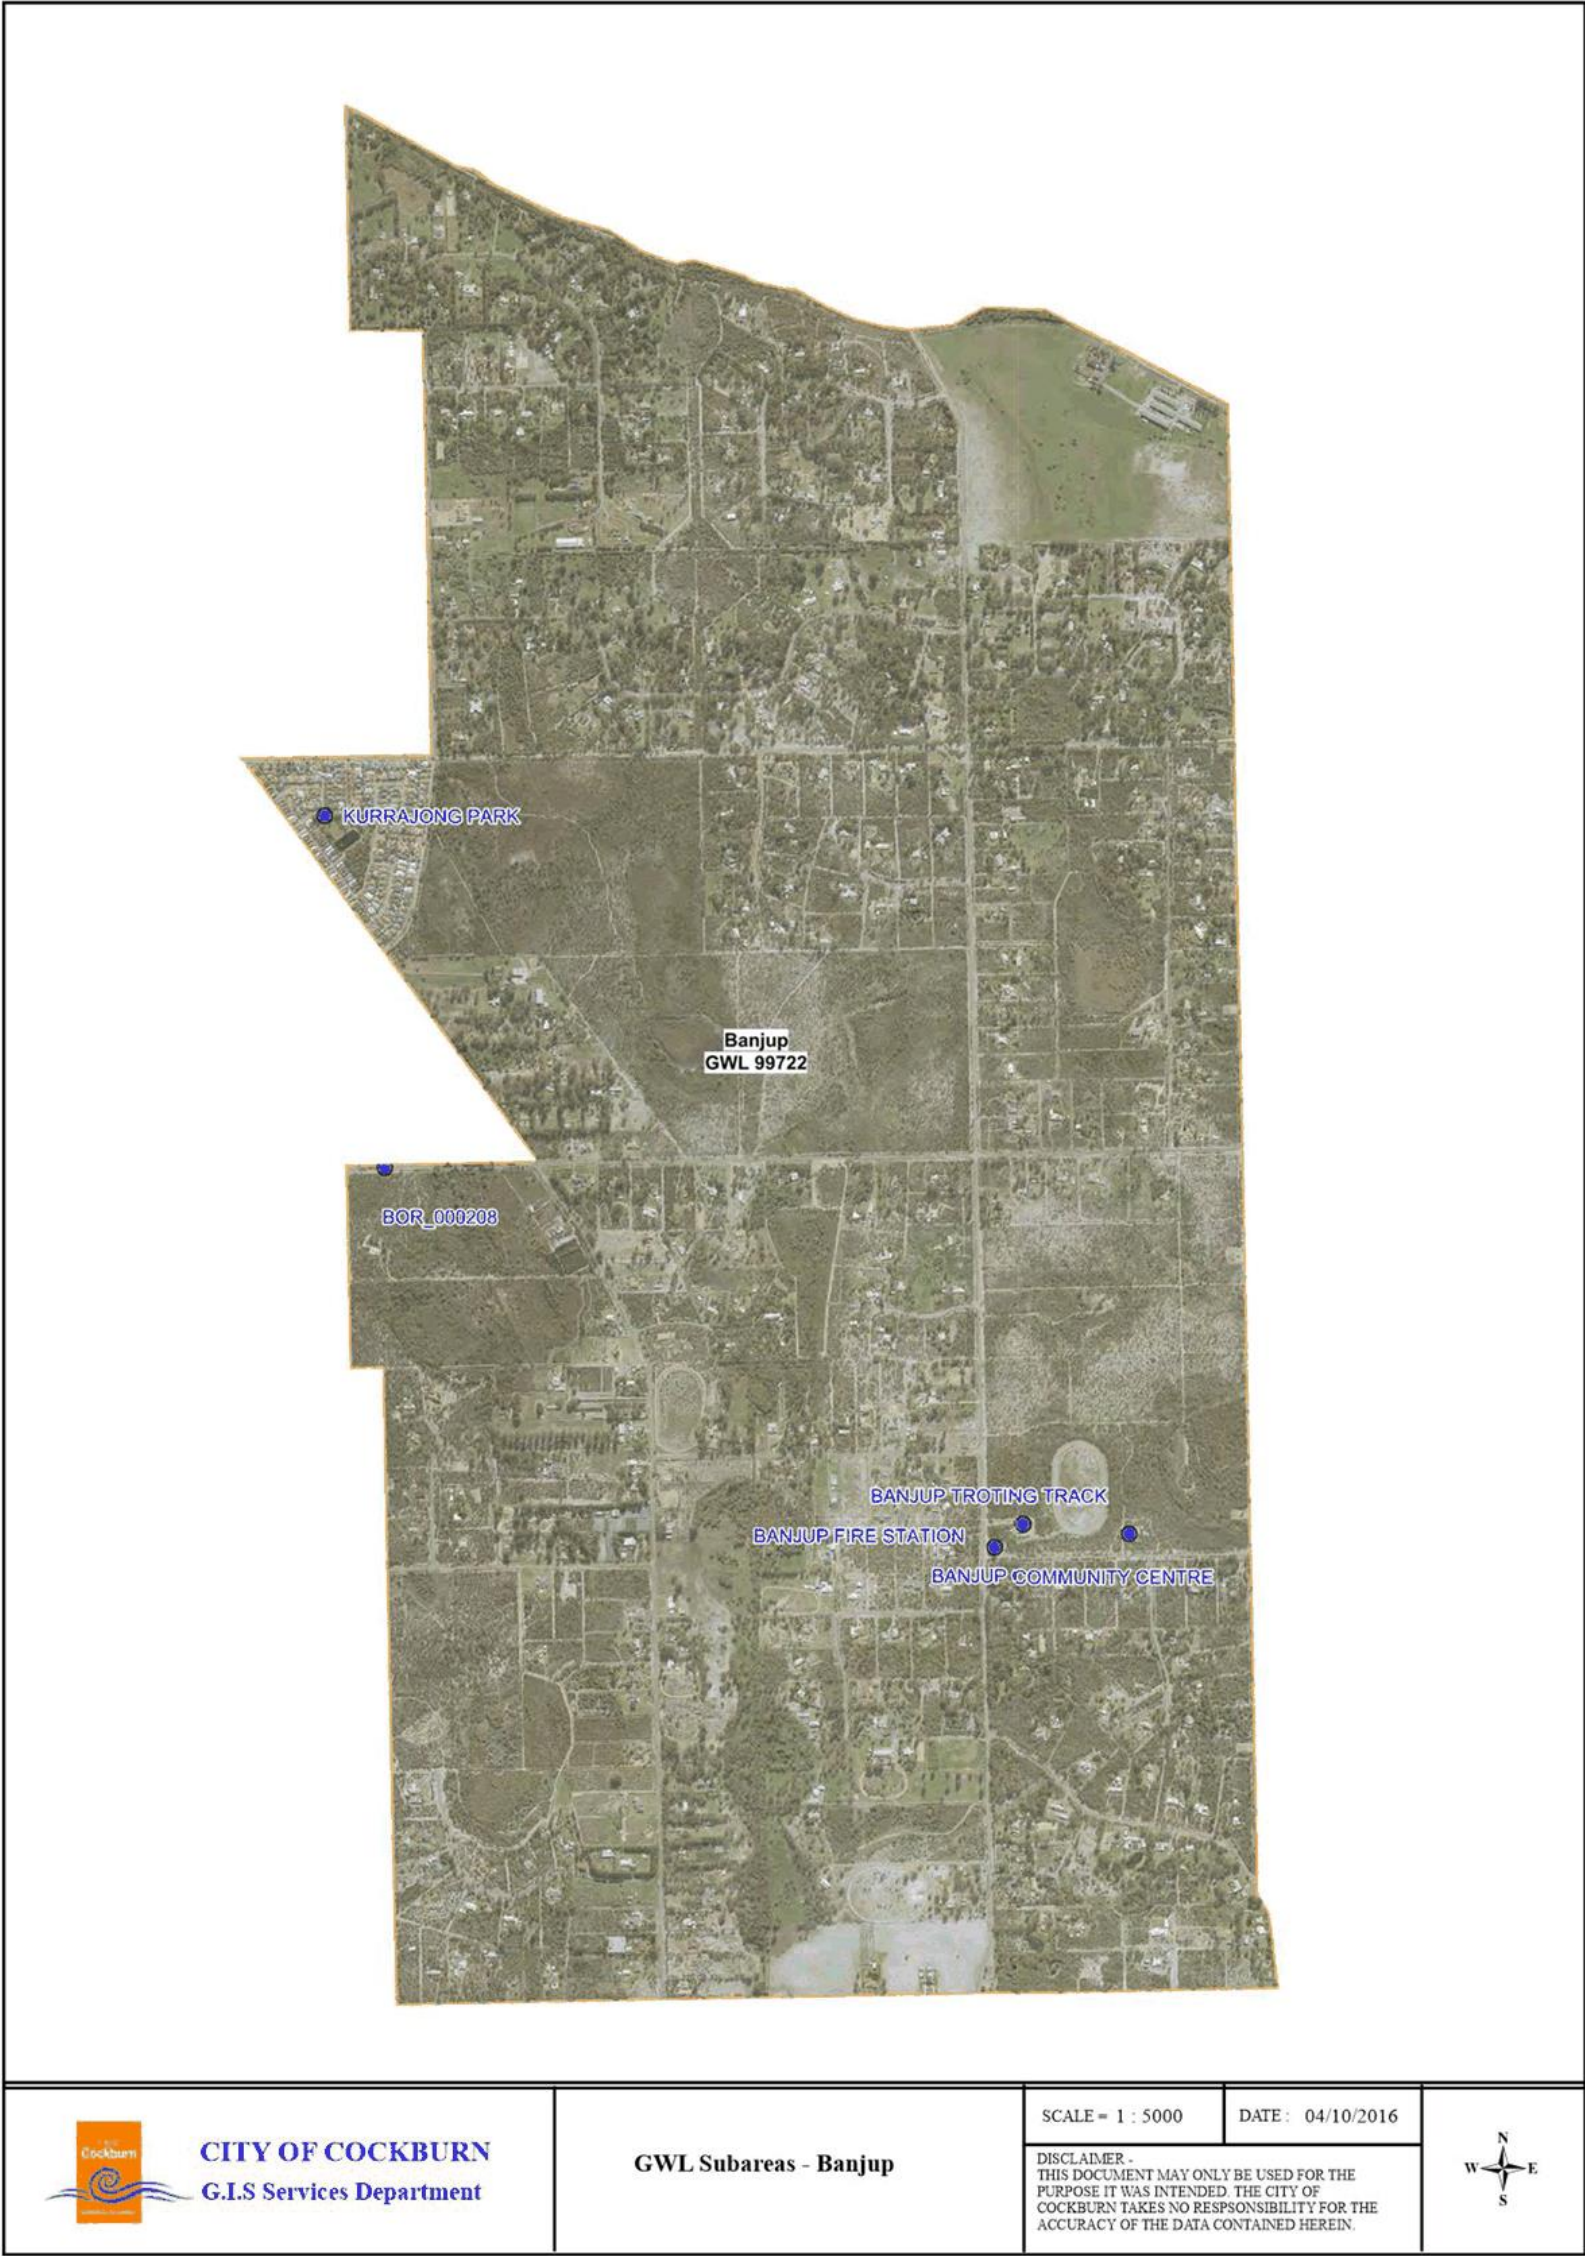 KURRAJONG PARK
Banjup
GWL 99722
BOR_000208
BANJUP TROTING TRACK
BANJUP FIRE STATION
BANJUP COMMUNITY CENTRE
Cockburn
CITY OF COCKBURN
G.I.S Services Department
GWL Subareas - Banjup
SCALE = 1 : 5000
DATE : 04/10/2016
DISCLAIMER -
THIS DOCUMENT MAY ONLY BE USED FOR THE
PURPOSE IT WAS INTENDED. THE CITY OF
COCKBURN TAKES NO RESPSONSIBILITY FOR THE
ACCURACY OF THE DATA CONTAINED HEREIN.
N
W E
S